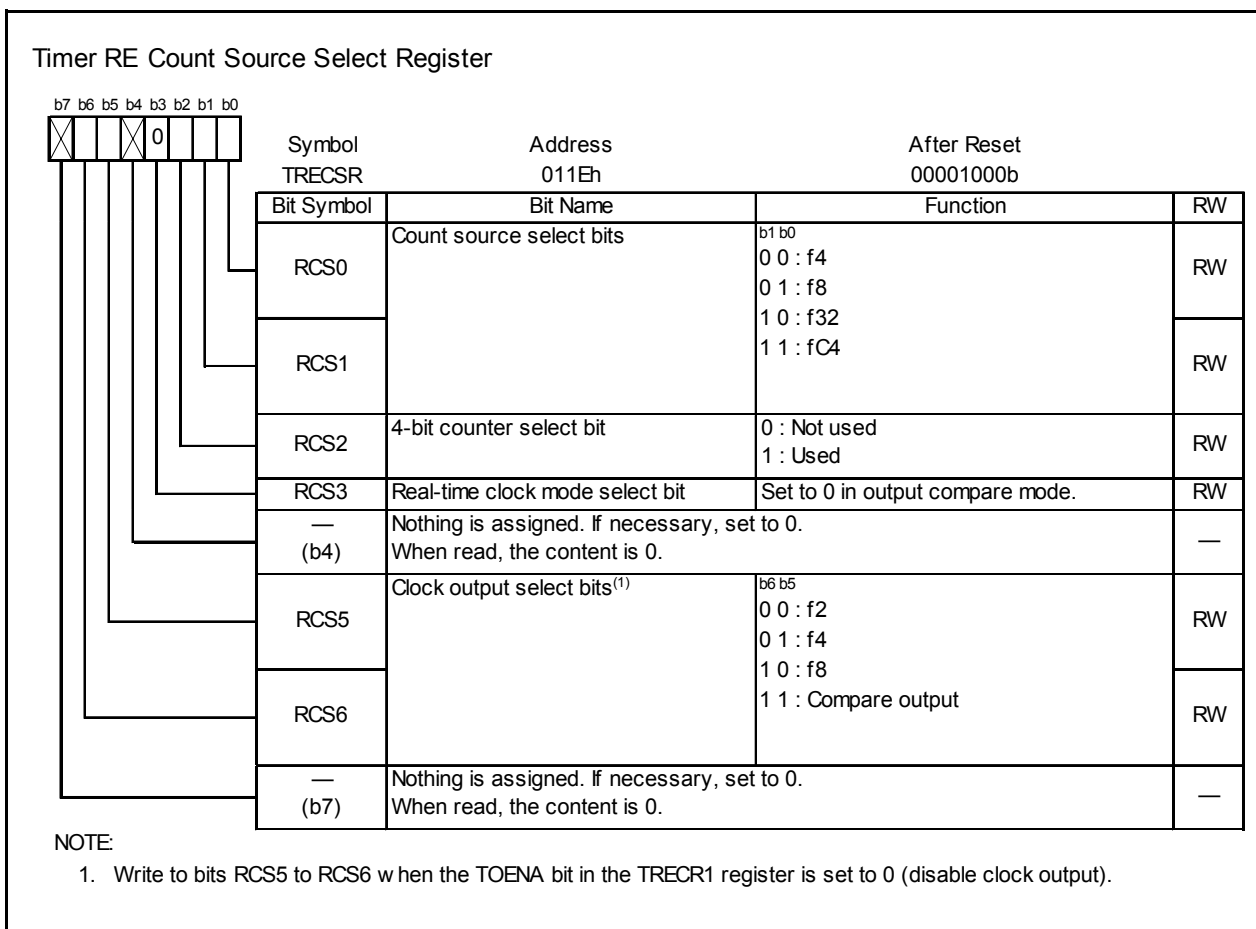 Timer RE Count Source Select Register
b7 b6 b5 b4 b3 b2 b1 b0
0
Symbol Address After Reset
TRECSR 011Eh 00001000b
Bit Symbol Bit Name Function RW
RCS0 Count source select bits b1 b0 RW
0 0 : f4
0 1 : f8
1 0 : f32
RCS1 1 1 : fC4 RW
RCS2 4-bit counter select bit 0 : Not used RW
1 : Used
RCS3 Real-time clock mode select bit Set to 0 in output compare mode. RW
— Nothing is assigned. If necessary, set to 0. —
(b4) When read, the content is 0.
RCS5 Clock output select bits(1) b6 b5 RW
0 0 : f2
0 1 : f4
1 0 : f8
RCS6 1 1 : Compare output RW
— Nothing is assigned. If necessary, set to 0. —
(b7) When read, the content is 0.
NOTE:
1. Write to bits RCS5 to RCS6 w hen the TOENA bit in the TRECR1 register is set to 0 (disable clock output).